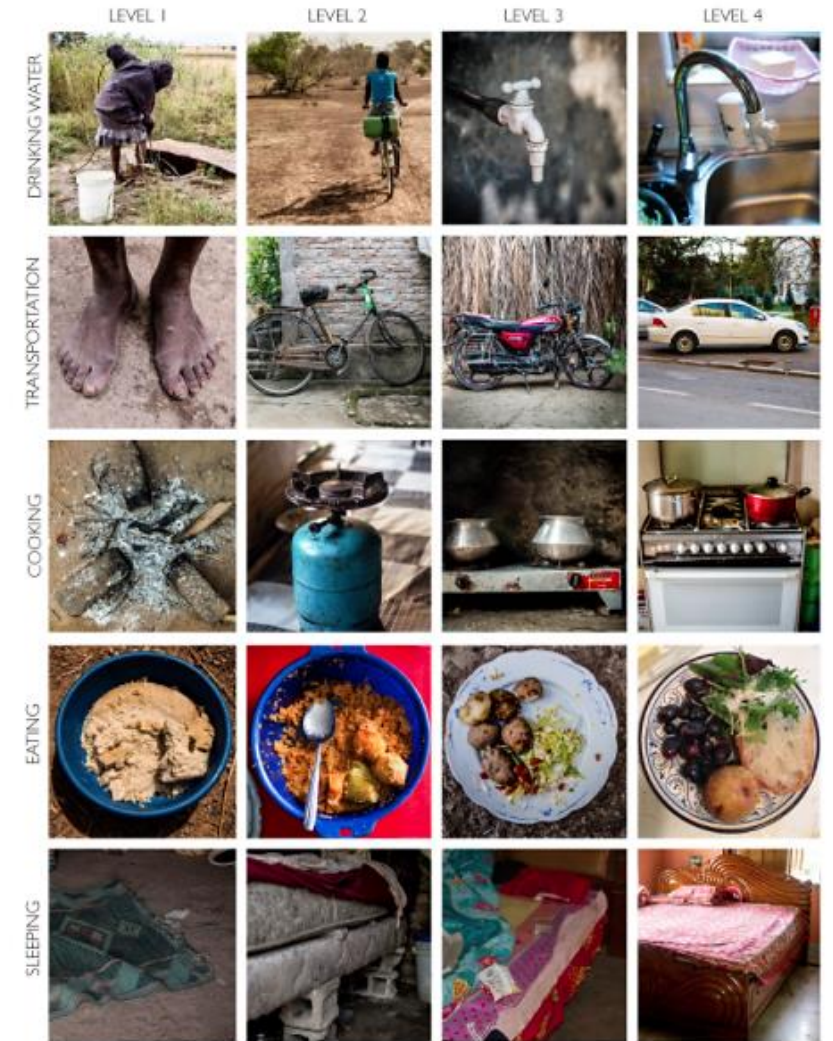 LEVEL 1 LEVEL 2 LEVEL 3 LEVEL 4
DRINKING WATER
TRANSPORTATION
COOKING
EATING
SLEEPING